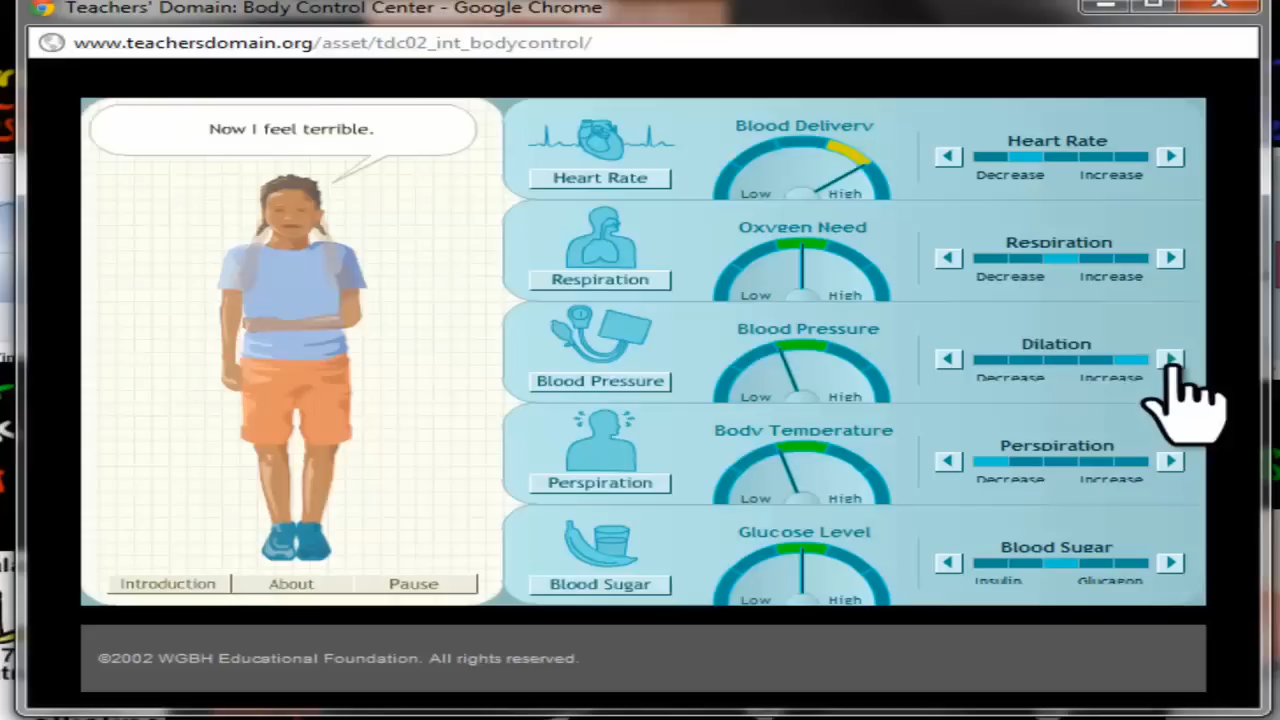 Teachers' Domain: Body Control Center - Google Chrome
www.teachersdomain.org/asset/tdc02_int_bodycontrol/
Now I feel terrible.
Heart Rate
Blood Delivery
Low High
Heart Rate
Decrease Increase
Respiration
Oxygen Need
Low High
Respiration
Decrease Increase
Blood Pressure
Blood Pressure
Low High
Dilation
Decrease Increase
Perspiration
Body Temperature
Low High
Perspiration
Decrease Increase
Blood Sugar
Glucose Level
Low High
Blood Sugar
Insulin Glucagon
Introduction About Pause
©2002 WGBH Educational Foundation. All rights reserved.